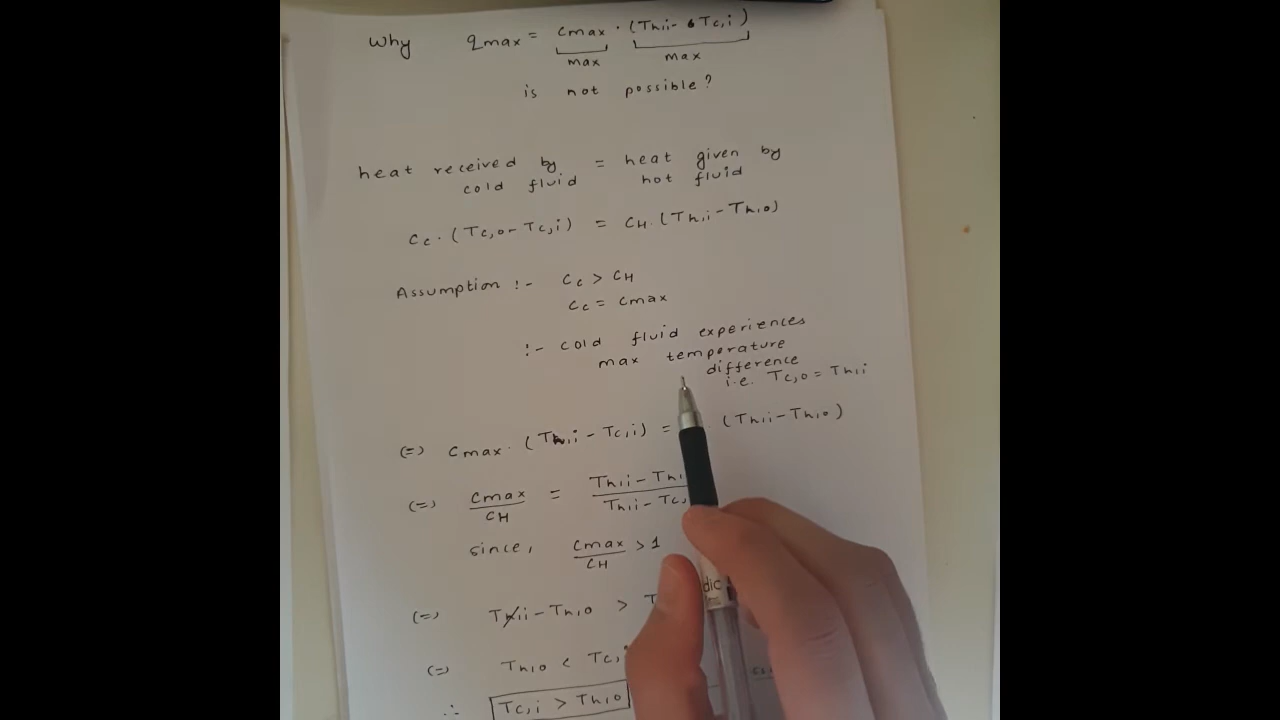 Why qmax = Cmax . (Th,i - Tc,i)
max max
is not possible?
heat received by = heat given by
cold fluid hot fluid
Cc . (Tc,o - Tc,i) = CH . (Th,i - Th,o)
Assumption :- Cc > CH
Cc = Cmax
:- cold fluid experiences
max temperature
difference
i.e. Tc,o = Th,i
(=) Cmax . (Th,i - Tc,i) = . (Th,i - Th,o)
(=) Cmax = Th,i - Th
CH Th,i - Tc,
since, Cmax > 1
CH
(=) Th,i - Th,o > T
(=) Th,o < Tc,i
∴ Tc,i > Th,o
dic